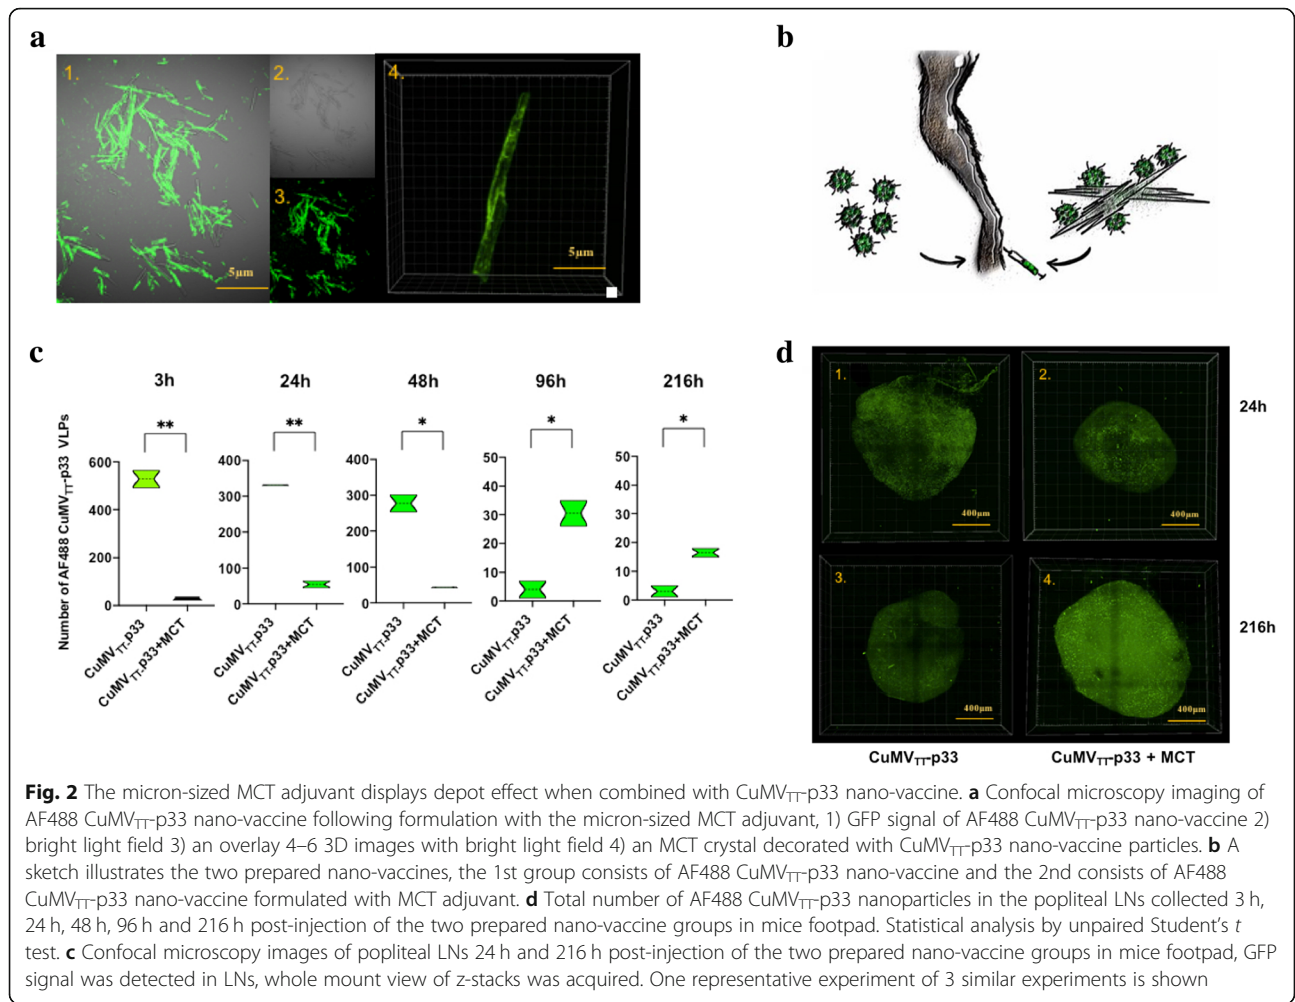 a
1.
2.
3.
4.
5µm
5µm
b
c
3h
24h
48h
96h
216h
**
**
*
*
*
Number of AF488 CuMVTT-p33 VLPs
600
400
200
0
400
300
200
100
0
400
300
200
100
0
50
40
30
20
10
0
50
40
30
20
10
0
CuMVTT.p33
CuMVTT.p33+MCT
CuMVTT.p33
CuMVTT.p33+MCT
CuMVTT.p33
CuMVTT.p33+MCT
CuMVTT.p33
CuMVTT.p33+MCT
CuMVTT.p33
CuMVTT.p33+MCT
d
1.
2.
24h
400µm
400µm
3.
4.
216h
400µm
400µm
CuMVTT-p33
CuMVTT-p33 + MCT
Fig. 2 The micron-sized MCT adjuvant displays depot effect when combined with CuMVTT-p33 nano-vaccine. a Confocal microscopy imaging of
AF488 CuMVTT-p33 nano-vaccine following formulation with the micron-sized MCT adjuvant, 1) GFP signal of AF488 CuMVTT-p33 nano-vaccine 2)
bright light field 3) an overlay 4–6 3D images with bright light field 4) an MCT crystal decorated with CuMVTT-p33 nano-vaccine particles. b A
sketch illustrates the two prepared nano-vaccines, the 1st group consists of AF488 CuMVTT-p33 nano-vaccine and the 2nd consists of AF488
CuMVTT-p33 nano-vaccine formulated with MCT adjuvant. d Total number of AF488 CuMVTT-p33 nanoparticles in the popliteal LNs collected 3 h,
24 h, 48 h, 96 h and 216 h post-injection of the two prepared nano-vaccine groups in mice footpad. Statistical analysis by unpaired Student's t
test. c Confocal microscopy images of popliteal LNs 24 h and 216 h post-injection of the two prepared nano-vaccine groups in mice footpad, GFP
signal was detected in LNs, whole mount view of z-stacks was acquired. One representative experiment of 3 similar experiments is shown